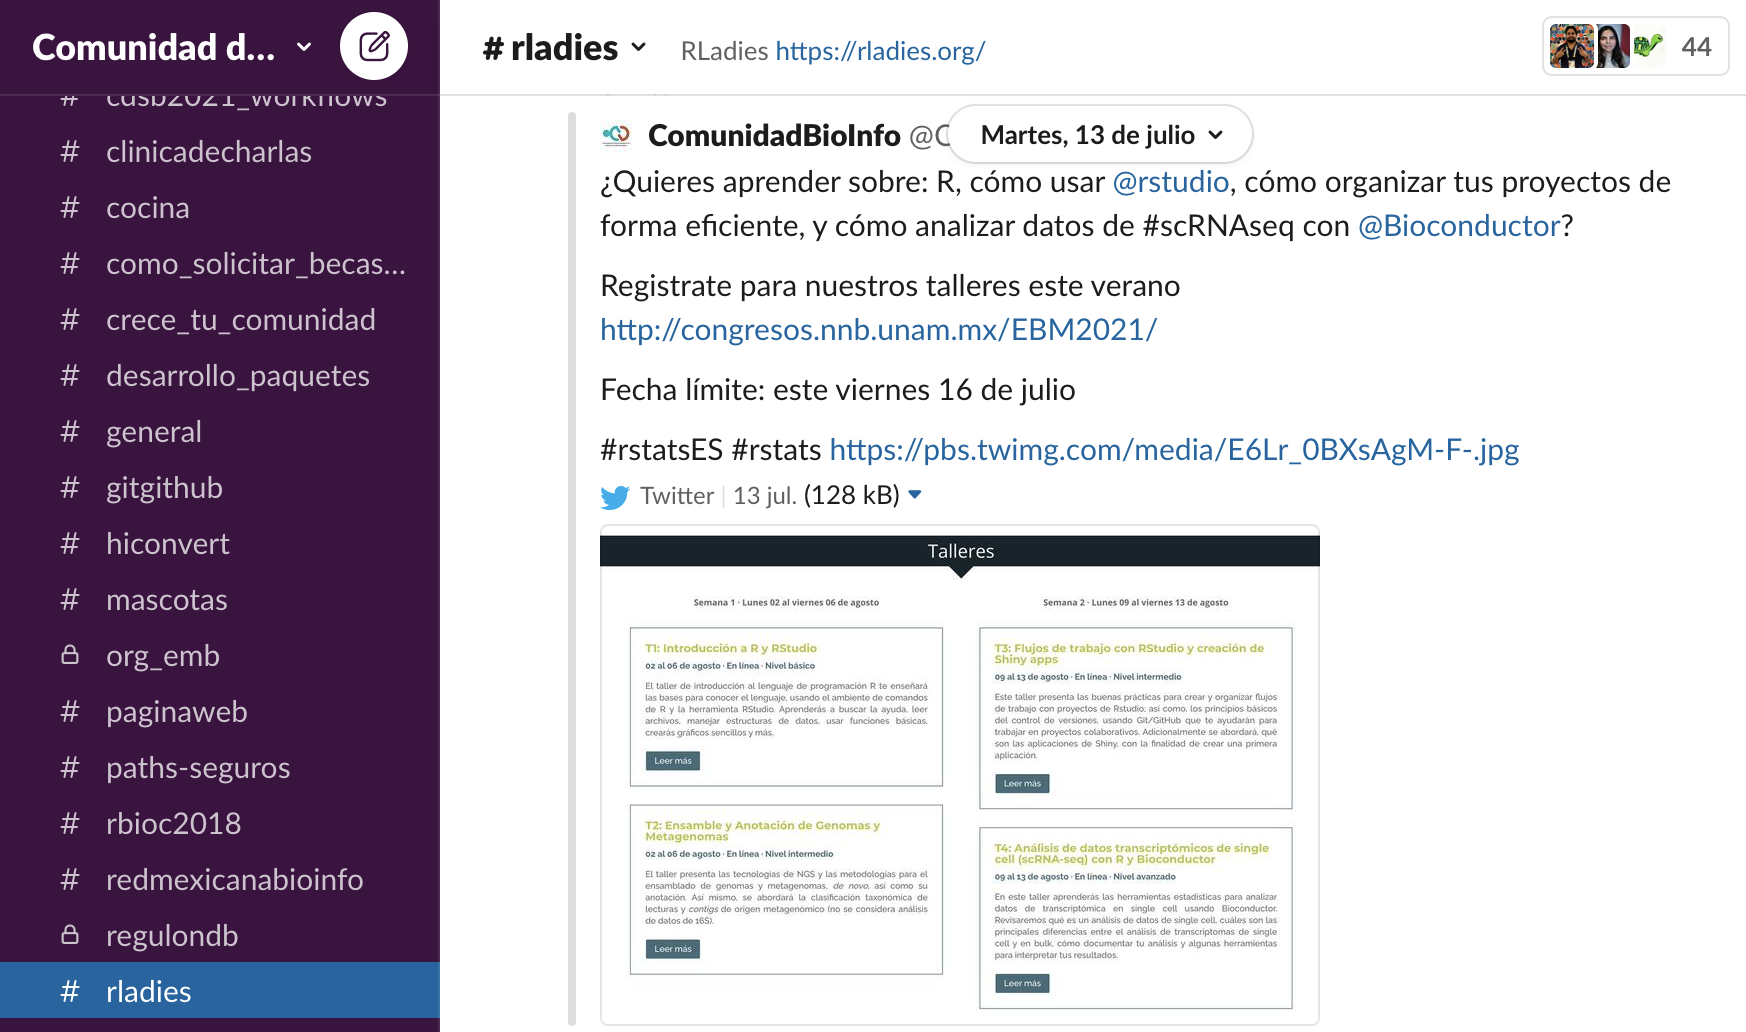 Comunidad d...
# cdsb2021_workflows
# clinicadecharlas
# cocina
# como_solicitar_becas...
# crece_tu_comunidad
# desarrollo_paquetes
# general
# gitgithub
# hiconvert
# mascotas
org_emb
# paginaweb
# paths-seguros
# rbioc2018
# redmexicanabioinfo
regulondb
# rladies
# rladies
RLadies https://rladies.org/
44
Martes, 13 de julio
ComunidadBioInfo @C
¿Quieres aprender sobre: R, cómo usar @rstudio, cómo organizar tus proyectos de
forma eficiente, y cómo analizar datos de #scRNAseq con @Bioconductor?
Registrate para nuestros talleres este verano
http://congresos.nnb.unam.mx/EBM2021/
Fecha límite: este viernes 16 de julio
#rstatsES #rstats https://pbs.twimg.com/media/E6Lr_0BXsAgM-F-.jpg
Twitter | 13 jul. (128 kB)
Talleres
Semana 1 · Lunes 02 al viernes 06 de agosto
T1: Introducción a R y RStudio
02 al 06 de agosto · En línea · Nivel básico
El taller de introducción al lenguaje de programación R te enseñará
las bases para conocer el lenguaje, usando el ambiente de comandos
de R y la herramienta RStudio. Aprenderás a buscar la ayuda, leer
archivos, manejar estructuras de datos, usar funciones básicas,
crearás gráficos sencillos y más.
Leer más
T2: Ensamble y Anotación de Genomas y
Metagenomas
02 al 06 de agosto · En línea · Nivel intermedio
El taller presenta las tecnologías de NGS y las metodologías para el
ensamblado de genomas y metagenomas, de novo, así como su
anotación. Así mismo, se abordará la clasificación taxonómica de
lecturas y contigs de origen metagenómico (no se considera análisis
de datos de 16S).
Leer más
Semana 2 · Lunes 09 al viernes 13 de agosto
T3: Flujos de trabajo con RStudio y creación de
Shiny apps
09 al 13 de agosto · En línea · Nivel intermedio
Este taller presenta las buenas prácticas para crear y organizar flujos
de trabajo con proyectos de Rstudio; así como, los principios básicos
del control de versiones, usando Git/GitHub que te ayudarán para
trabajar en proyectos colaborativos. Adicionalmente se abordará, qué
son las aplicaciones de Shiny, con la finalidad de crear una primera
aplicación.
Leer más
T4: Análisis de datos transcriptómicos de single
cell (scRNA-seq) con R y Bioconductor
09 al 13 de agosto · En línea · Nivel avanzado
En este taller aprenderás las herramientas estadísticas para analizar
datos de transcriptómica en single cell usando Bioconductor.
Revisaremos qué es un análisis de datos de single cell, cuáles son las
principales diferencias entre el análisis de transcriptomas de single
cell y en bulk, cómo documentar tu análisis y algunas herramientas
para interpretar tus resultados.
Leer más